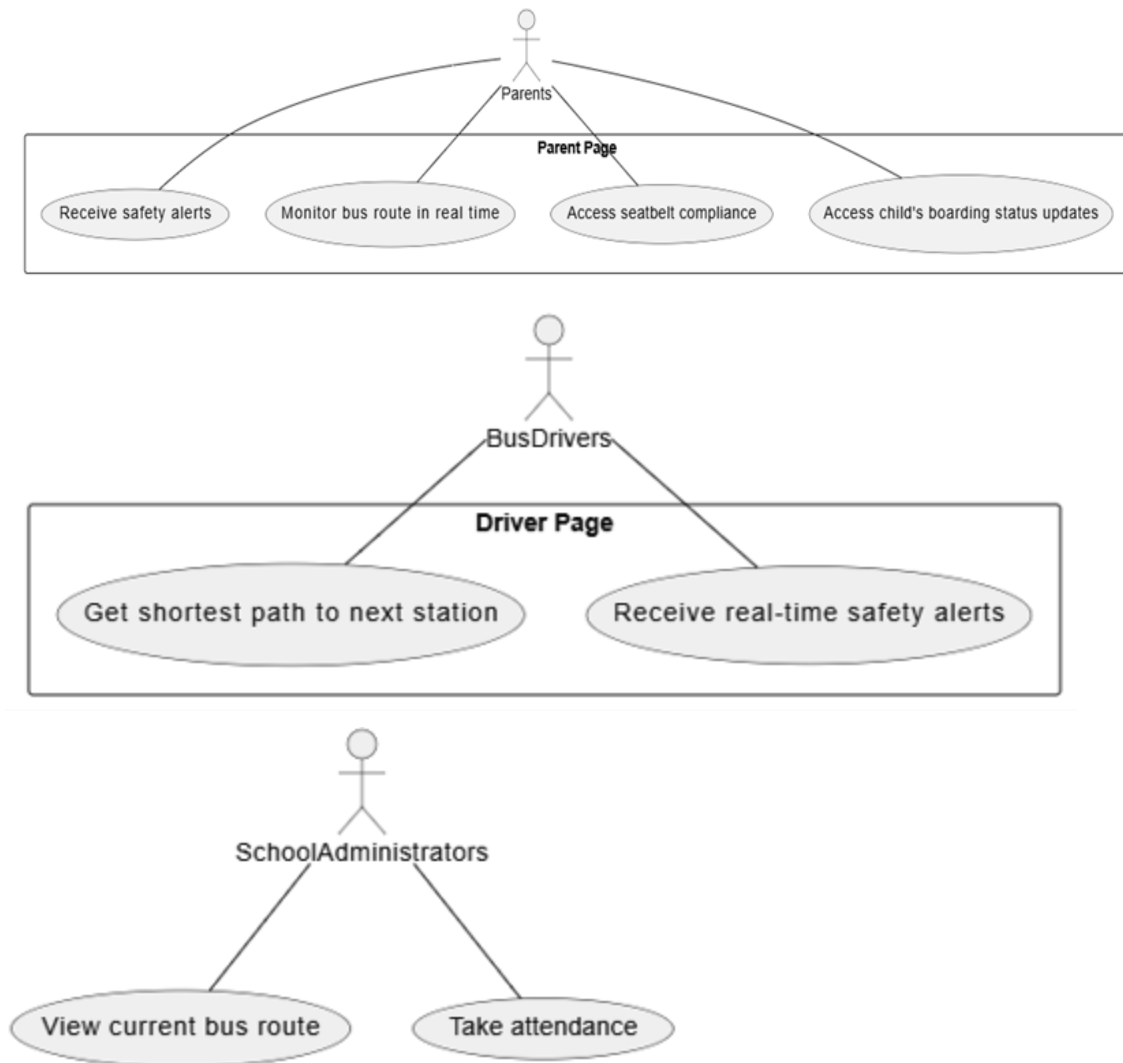 Parents
Parent Page
Receive safety alerts
Monitor bus route in real time
Access seatbelt compliance
Access child's boarding status updates
BusDrivers
Driver Page
Get shortest path to next station
Receive real-time safety alerts
SchoolAdministrators
View current bus route
Take attendance